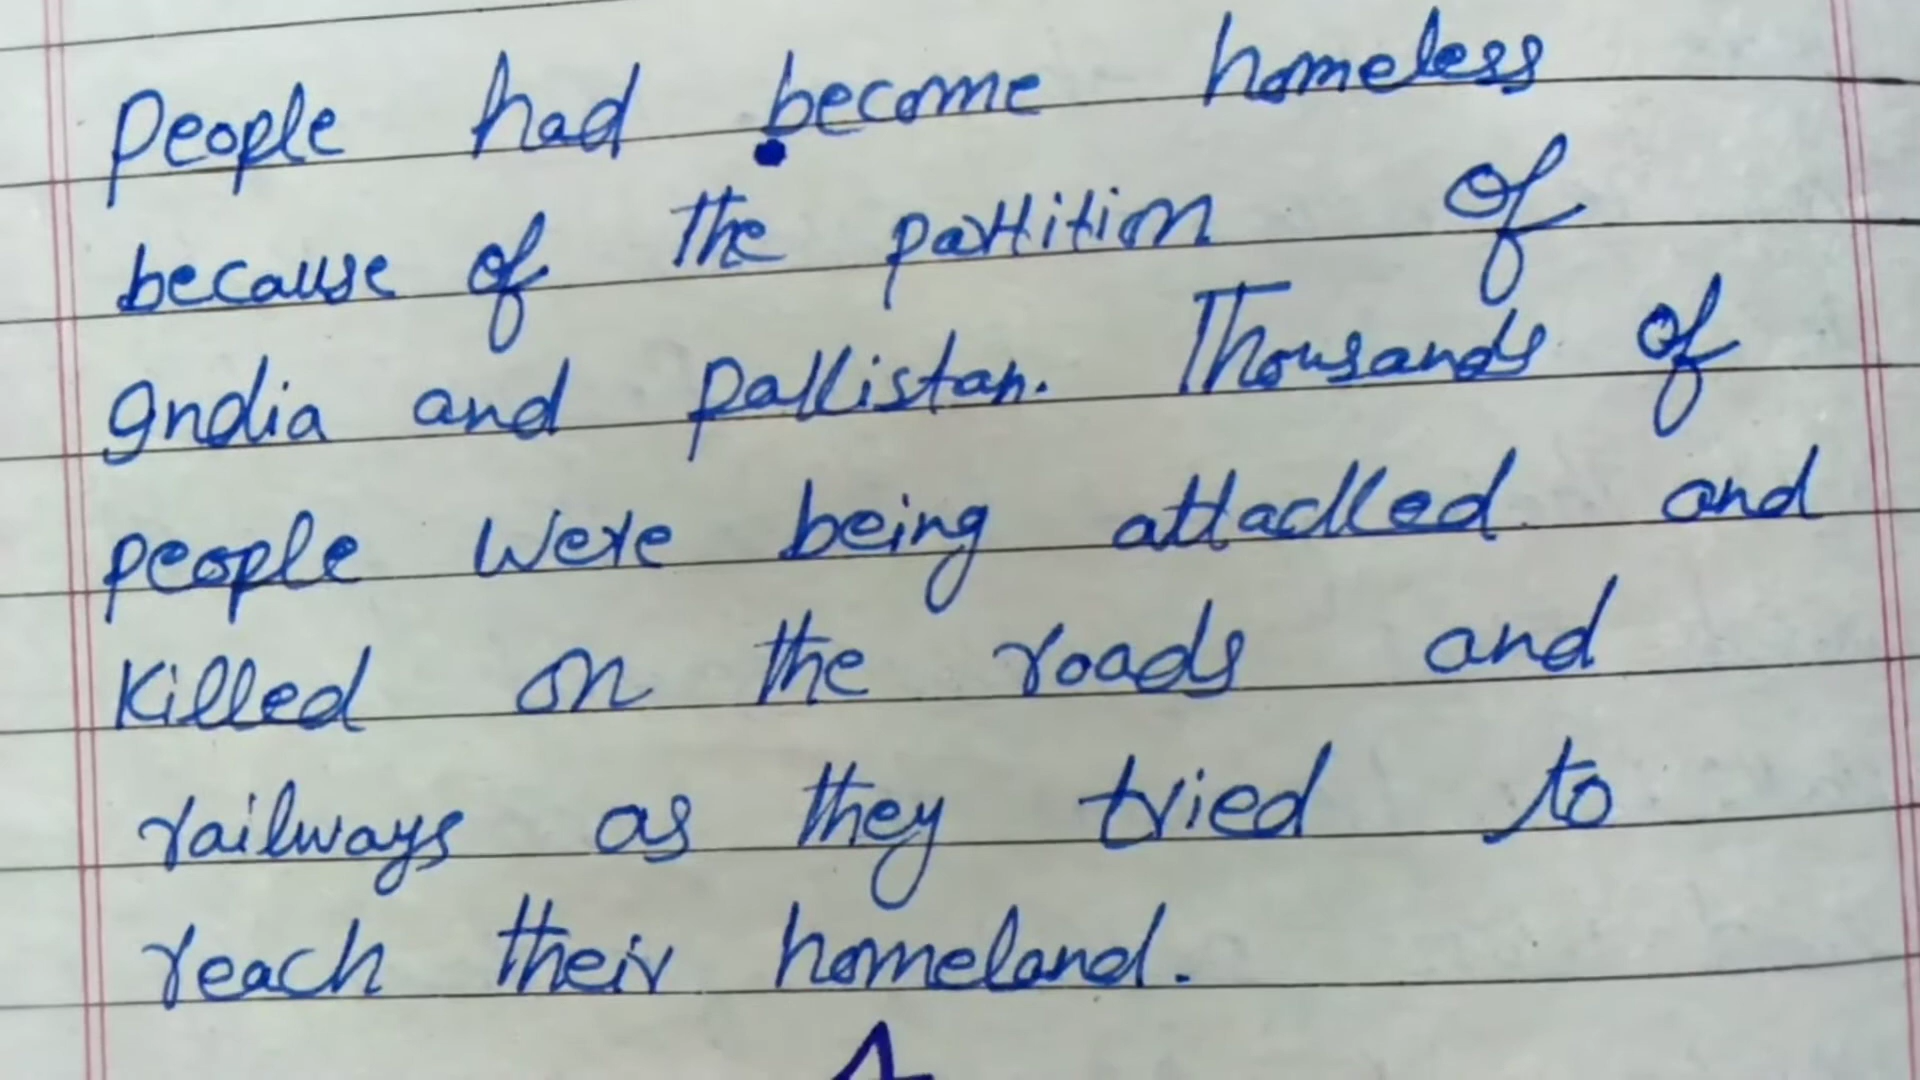 People had become homeless
because of the partition of
India and Pakistan. Thousands of
people were being attacked and
killed on the roads and
railways as they tried to
reach their homeland.